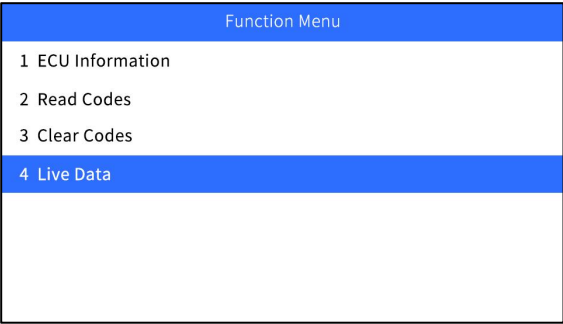 Function Menu
1 ECU Information
2 Read Codes
3 Clear Codes
4 Live Data